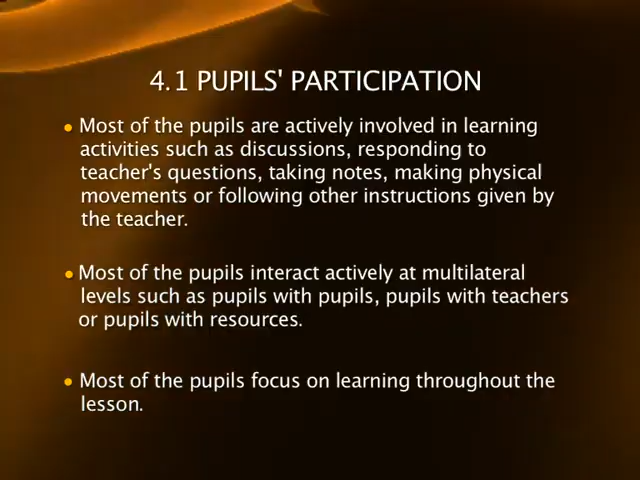 4.1 PUPILS' PARTICIPATION
• Most of the pupils are actively involved in learning
activities such as discussions, responding to
teacher's questions, taking notes, making physical
movements or following other instructions given by
the teacher.
• Most of the pupils interact actively at multilateral
levels such as pupils with pupils, pupils with teachers
or pupils with resources.
• Most of the pupils focus on learning throughout the
lesson.